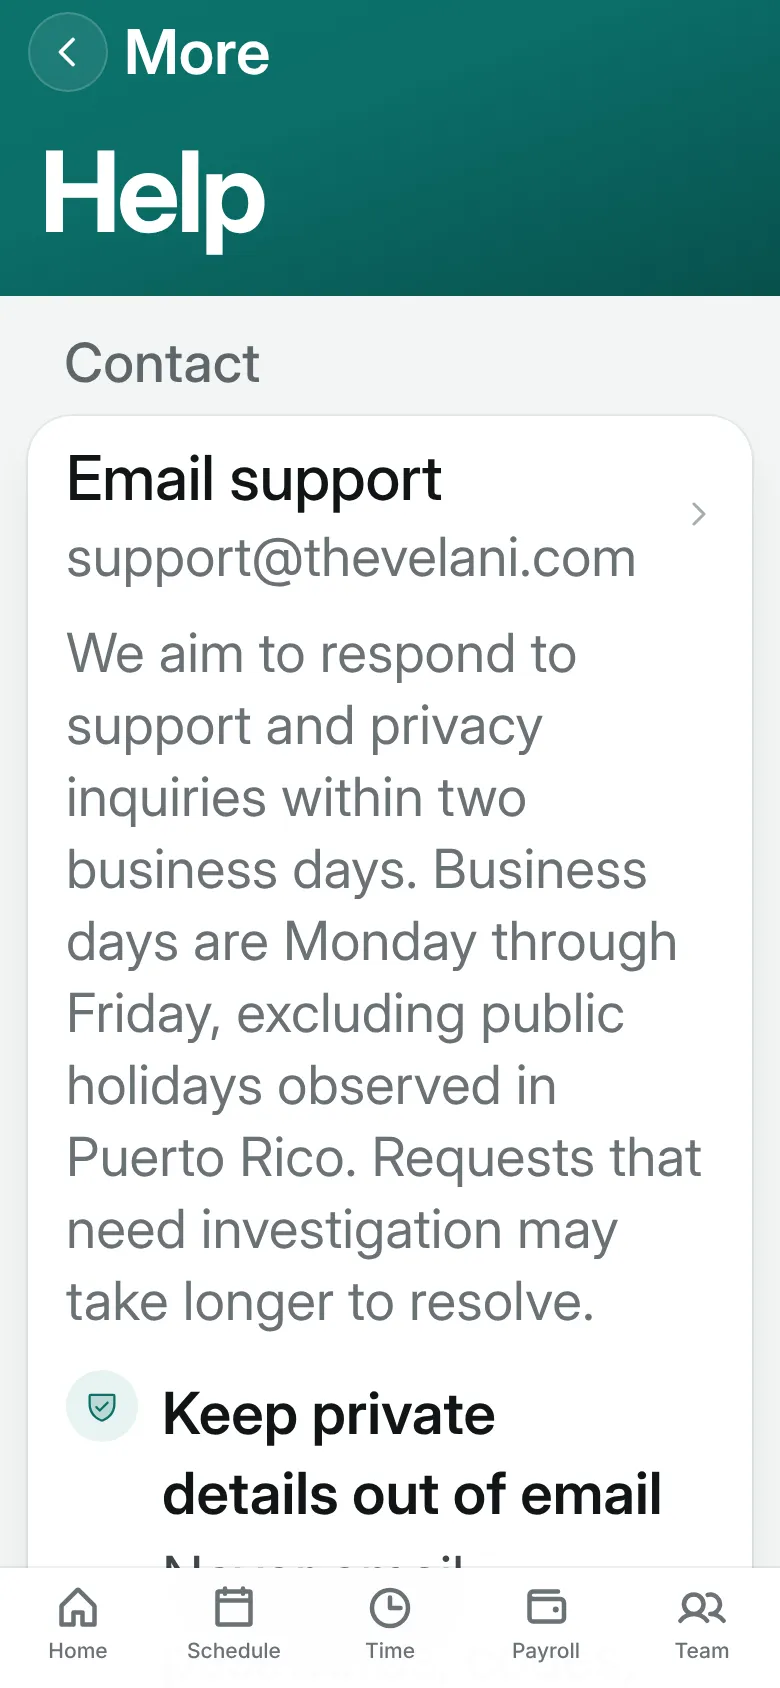 More
Help
Contact
Email support
support@thevelani.com
We aim to respond to
support and privacy
inquiries within two
business days. Business
days are Monday through
Friday, excluding public
holidays observed in
Puerto Rico. Requests that
need investigation may
take longer to resolve.
Keep private
details out of email
Never email
Home
Schedule
Time
Payroll
Team